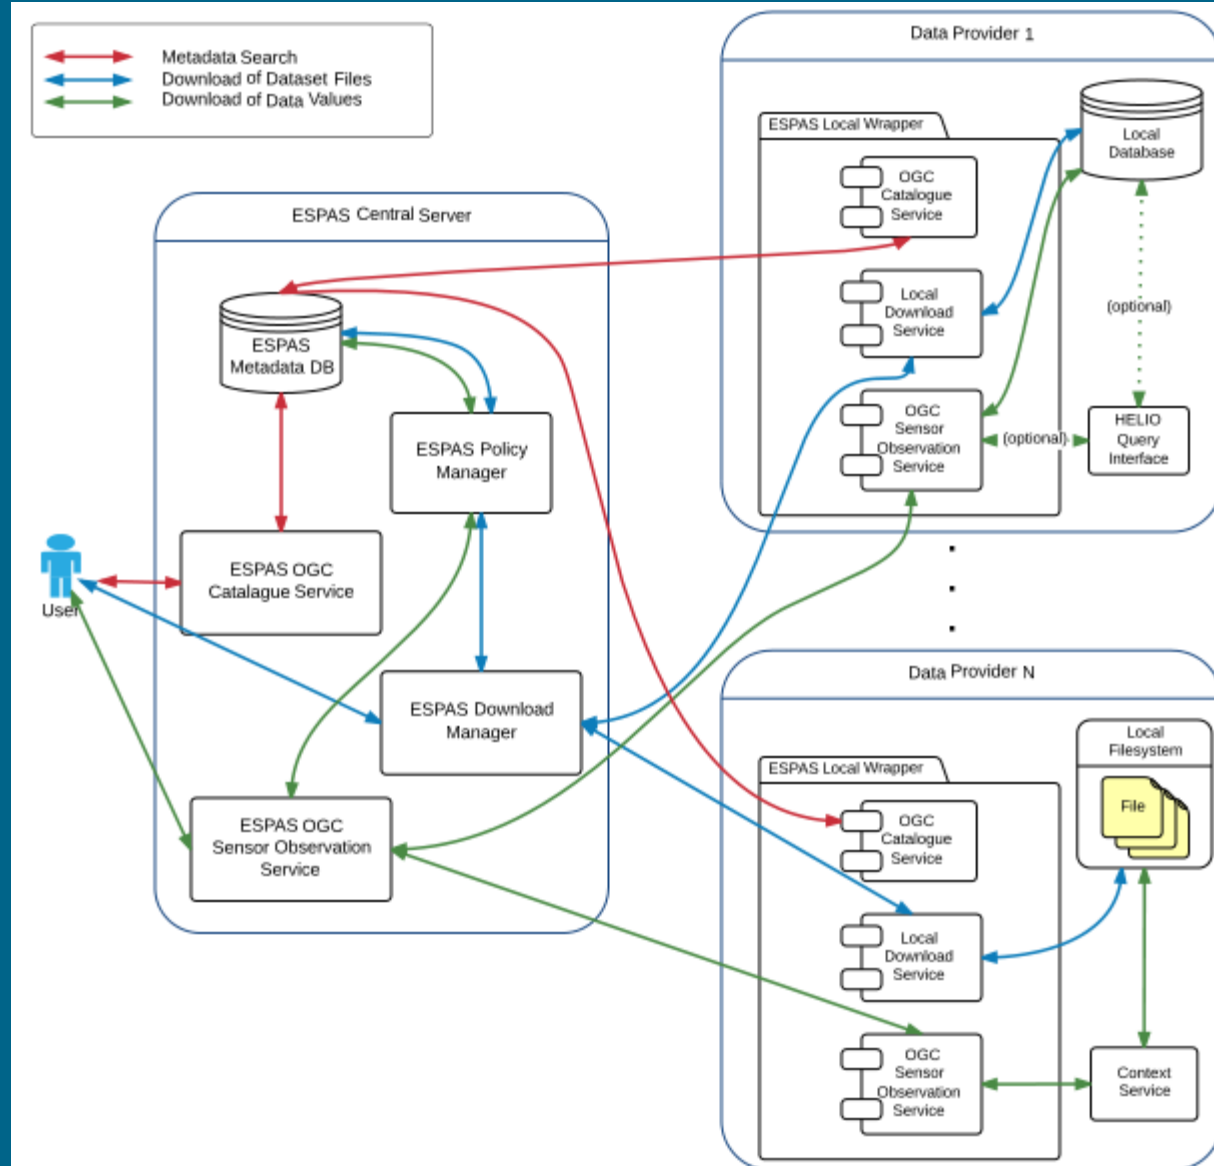 Metadata Search
Download of Dataset Files
Download of Data Values
ESPAS Central Server
ESPAS
Metadata DB
ESPAS Policy
Manager
ESPAS OGC
Catalague Service
User
ESPAS Download
Manager
ESPAS OGC
Sensor Observation
Service
Data Provider 1
ESPAS Local Wrapper
OGC
Catalogue
Service
Local
Download
Service
OGC
Sensor
Observation
Service
Local
Database
(optional)
(optional)
HELIO
Query
Interface
Data Provider N
ESPAS Local Wrapper
OGC
Catalogue
Service
Local
Download
Service
OGC
Sensor
Observation
Service
Local
Filesystem
File
Context
Service